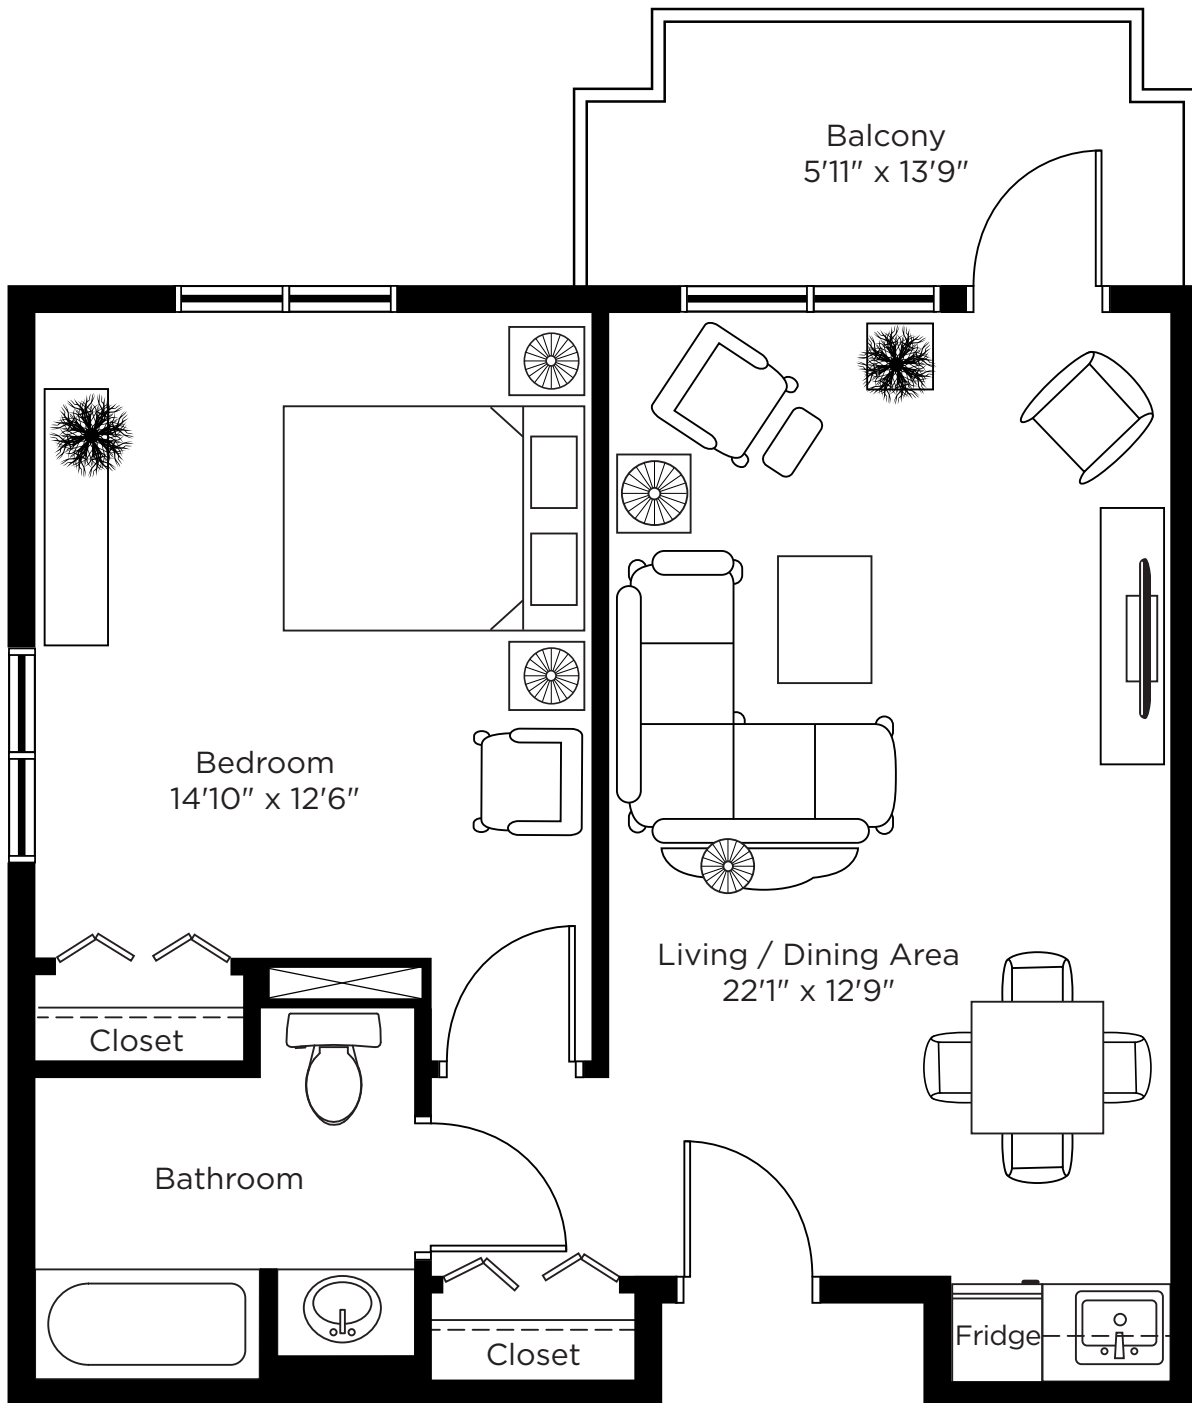 Balcony
5'11" x 13'9"
Bedroom
14'10" x 12'6"
Living / Dining Area
22'1" x 12'9"
Closet
Bathroom
Closet
Fridge